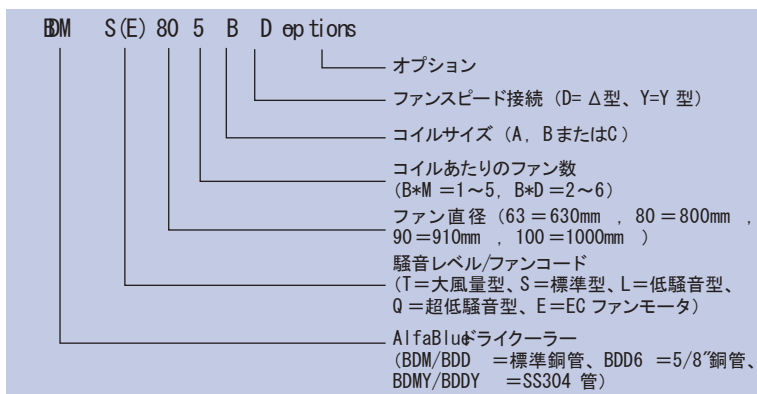 BDM S(E) 80 5 B D options
オプション
ファンスピード接続（D= Δ型、Y=Y 型）
コイルサイズ（A, BまたはC）
コイルあたりのファン数
（B*M＝1～5, B*D＝2～6）
ファン直径（63＝630mm , 80＝800mm ,
90＝910mm , 100＝1000mm ）
騒音レベル/ファンコード
（T＝大風量型、S＝標準型、L＝低騒音型、
Q＝超低騒音型、E＝EC ファンモータ）
AlfaBlueドライクーラー
（BDM/BDD ＝標準銅管、BDD6 ＝5/8″銅管、
BDMY/BDDY ＝SS304 管）